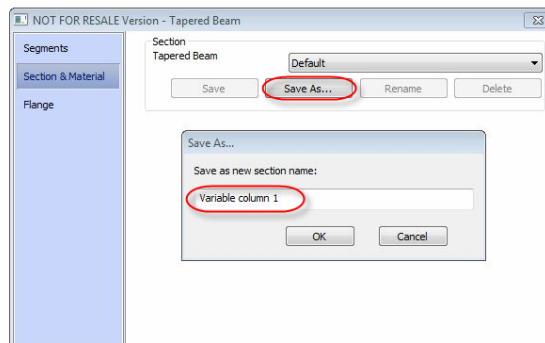 NOT FOR RESALE Version - Tapered Beam
Segments
Section & Material
Flange
Section
Tapered Beam
Default
Save
Save As...
Rename
Delete
Save As...
Save as new section name:
Variable column 1
OK
Cancel